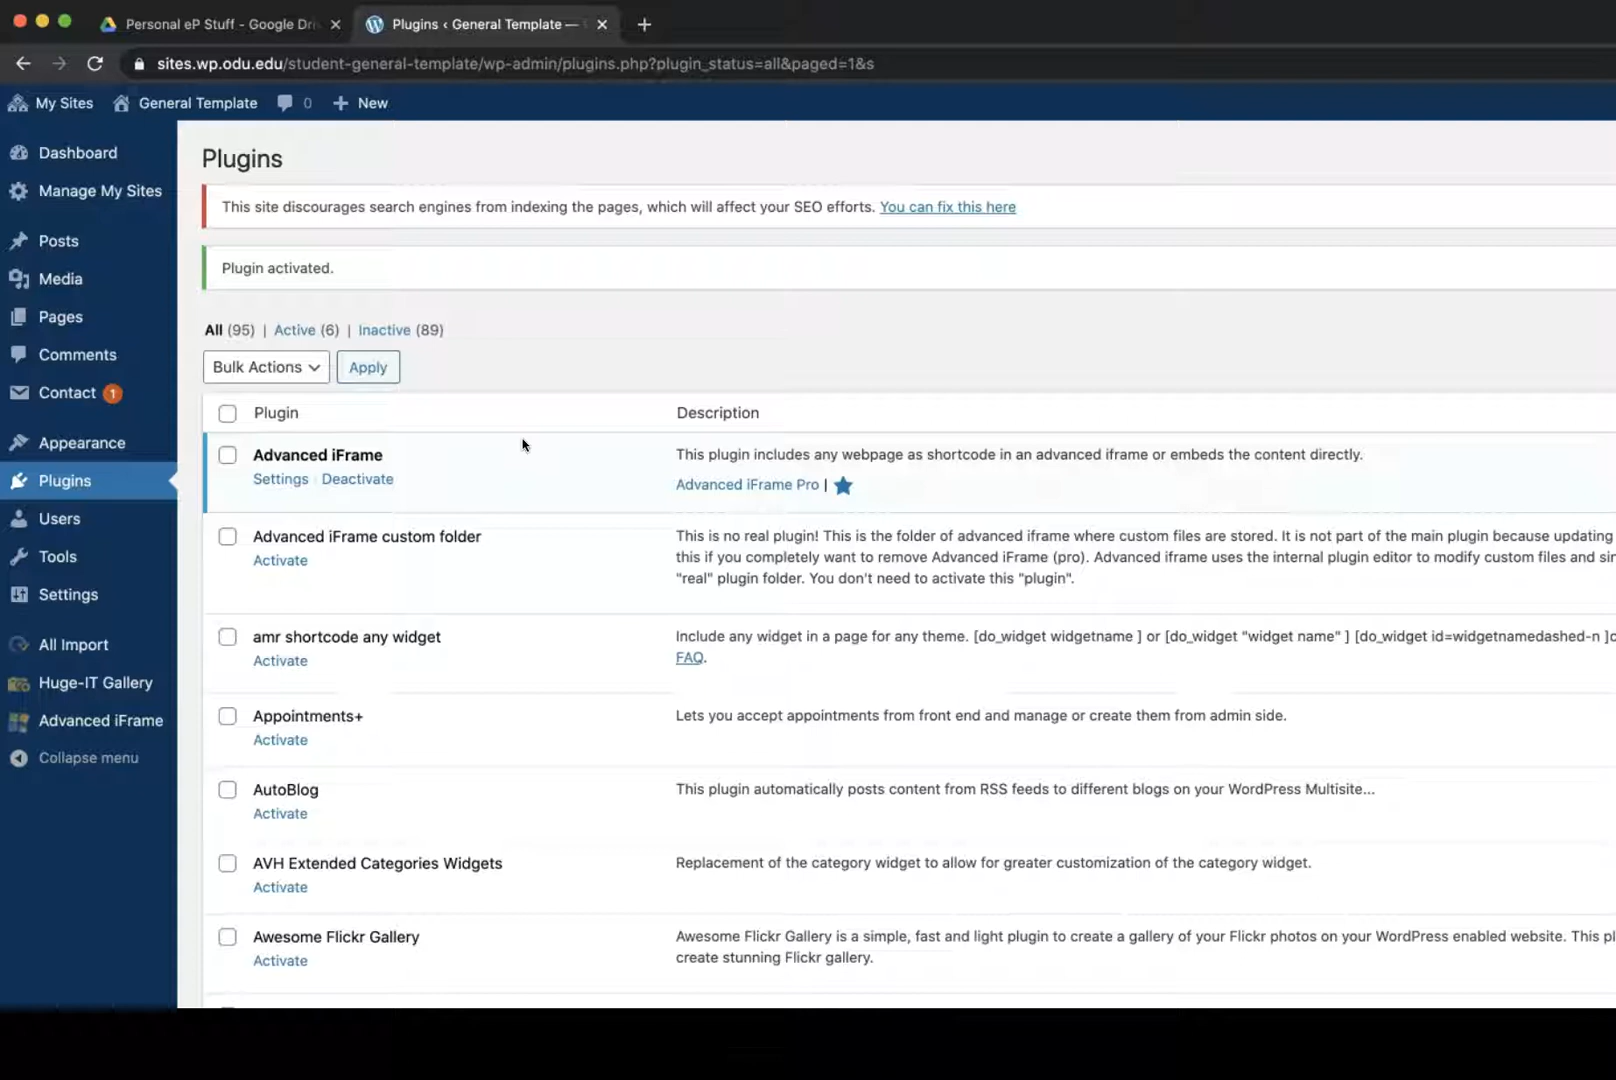 Personal eP Stuff - Google Dri
Plugins ‹ General Template —
sites.wp.odu.edu/student-general-template/wp-admin/plugins.php?plugin_status=all&paged=1&s
My Sites
General Template
0
New
Dashboard
Manage My Sites
Posts
Media
Pages
Comments
Contact 1
Appearance
Plugins
Users
Tools
Settings
All Import
Huge-IT Gallery
Advanced iFrame
Collapse menu
Plugins
This site discourages search engines from indexing the pages, which will affect your SEO efforts. You can fix this here
Plugin activated.
All (95) | Active (6) | Inactive (89)
Bulk Actions
Apply
Plugin
Description
Advanced iFrame
Settings | Deactivate
This plugin includes any webpage as shortcode in an advanced iframe or embeds the content directly.
Advanced iFrame Pro |
Advanced iFrame custom folder
Activate
This is no real plugin! This is the folder of advanced iframe where custom files are stored. It is not part of the main plugin because updating
this if you completely want to remove Advanced iFrame (pro). Advanced iframe uses the internal plugin editor to modify custom files and
"real" plugin folder. You don't need to activate this "plugin".
amr shortcode any widget
Activate
Include any widget in a page for any theme. [do_widget widgetname ] or [do_widget "widget name" ] [do_widget id=widgetnamedashed-n ]
FAQ.
Appointments+
Activate
Lets you accept appointments from front end and manage or create them from admin side.
AutoBlog
Activate
This plugin automatically posts content from RSS feeds to different blogs on your WordPress Multisite...
AVH Extended Categories Widgets
Activate
Replacement of the category widget to allow for greater customization of the category widget.
Awesome Flickr Gallery
Activate
Awesome Flickr Gallery is a simple, fast and light plugin to create a gallery of your Flickr photos on your WordPress enabled website. This
create stunning Flickr gallery.